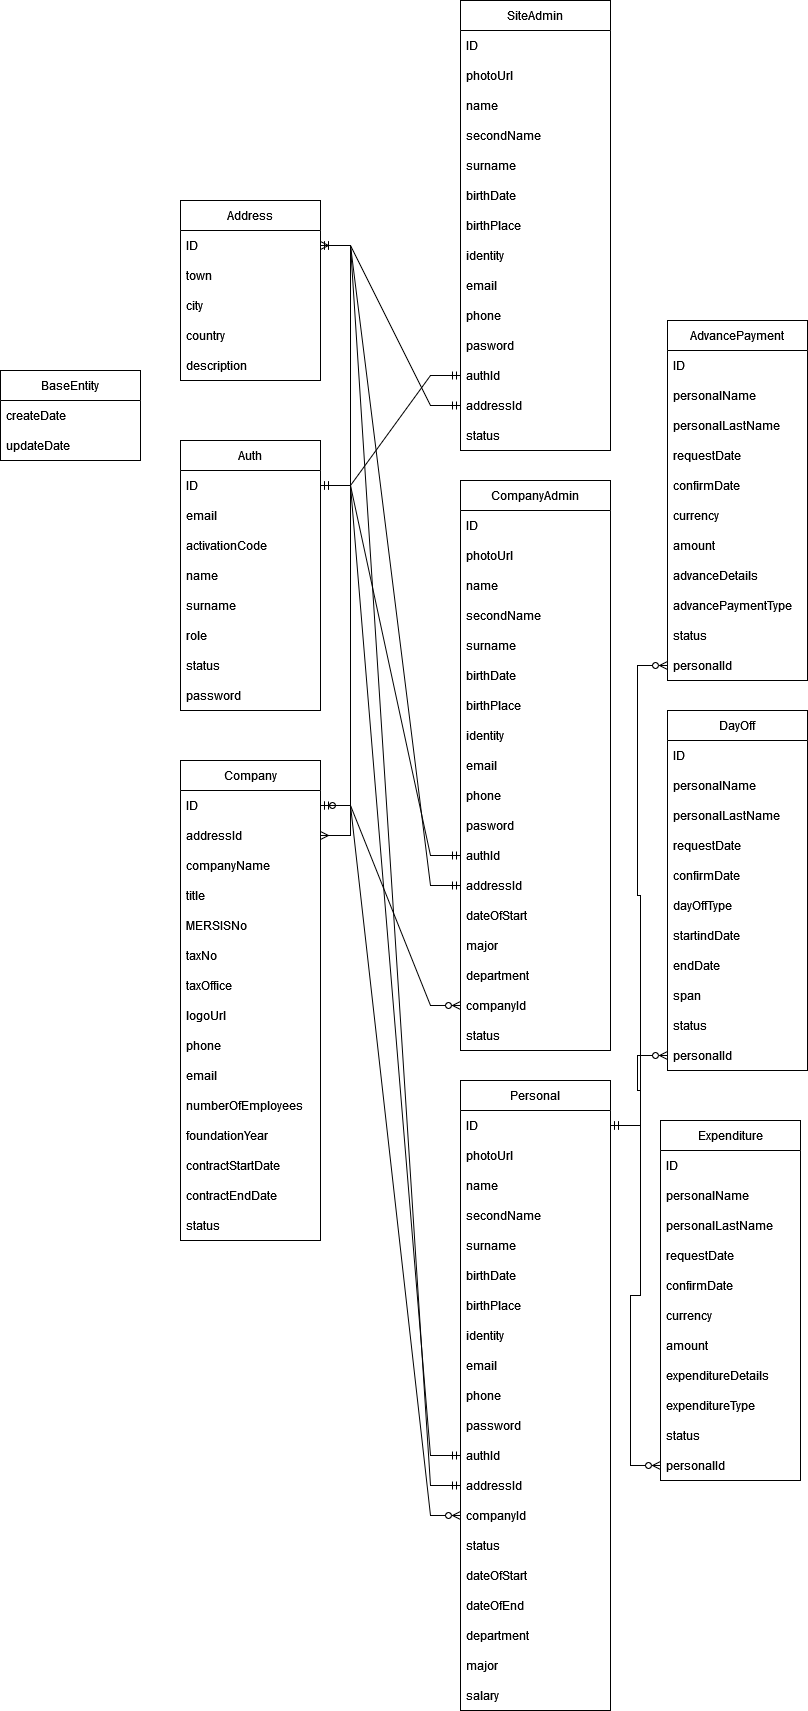 SiteAdmin
ID
photoUrl
name
secondName
surname
birthDate
birthPlace
identity
email
phone
pasword
authId
addressId
status
Address
ID
town
city
country
description
BaseEntity
createDate
updateDate
Auth
ID
email
activationCode
name
surname
role
status
password
Company
ID
addressId
companyName
title
MERSISNo
taxNo
taxOffice
logoUrl
phone
email
numberOfEmployees
foundationYear
contractStartDate
contractEndDate
status
CompanyAdmin
ID
photoUrl
name
secondName
surname
birthDate
birthPlace
identity
email
phone
pasword
authId
addressId
dateOfStart
major
department
companyId
status
Personal
ID
photoUrl
name
secondName
surname
birthDate
birthPlace
identity
email
phone
password
authId
addressId
companyId
status
dateOfStart
dateOfEnd
department
major
salary
AdvancePayment
ID
personalName
personalLastName
requestDate
confirmDate
currency
amount
advanceDetails
advancePaymentType
status
personalId
DayOff
ID
personalName
personalLastName
requestDate
confirmDate
dayOffType
startindDate
endDate
span
status
personalId
Expenditure
ID
personalName
personalLastName
requestDate
confirmDate
currency
amount
expenditureDetails
expenditureType
status
personalId